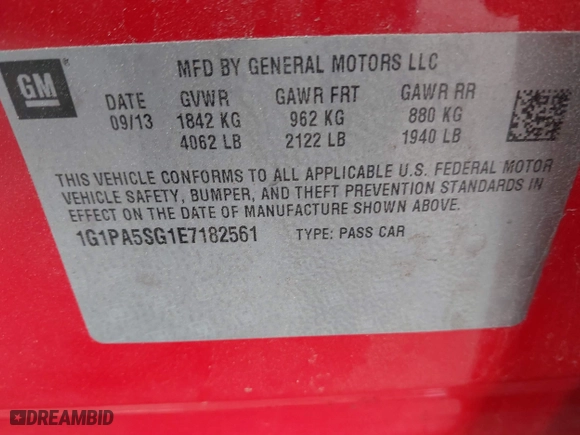 GM
MFD BY GENERAL MOTORS LLC
DATE GVWR GAWR FRT GAWR RR
09/13 1842 KG 962 KG 880 KG
4062 LB 2122 LB 1940 LB
THIS VEHICLE CONFORMS TO ALL APPLICABLE U.S. FEDERAL MOTOR
VEHICLE SAFETY, BUMPER, AND THEFT PREVENTION STANDARDS IN
EFFECT ON THE DATE OF MANUFACTURE SHOWN ABOVE.
1G1PA5SG1E7182561 TYPE: PASS CAR
DREAMBID